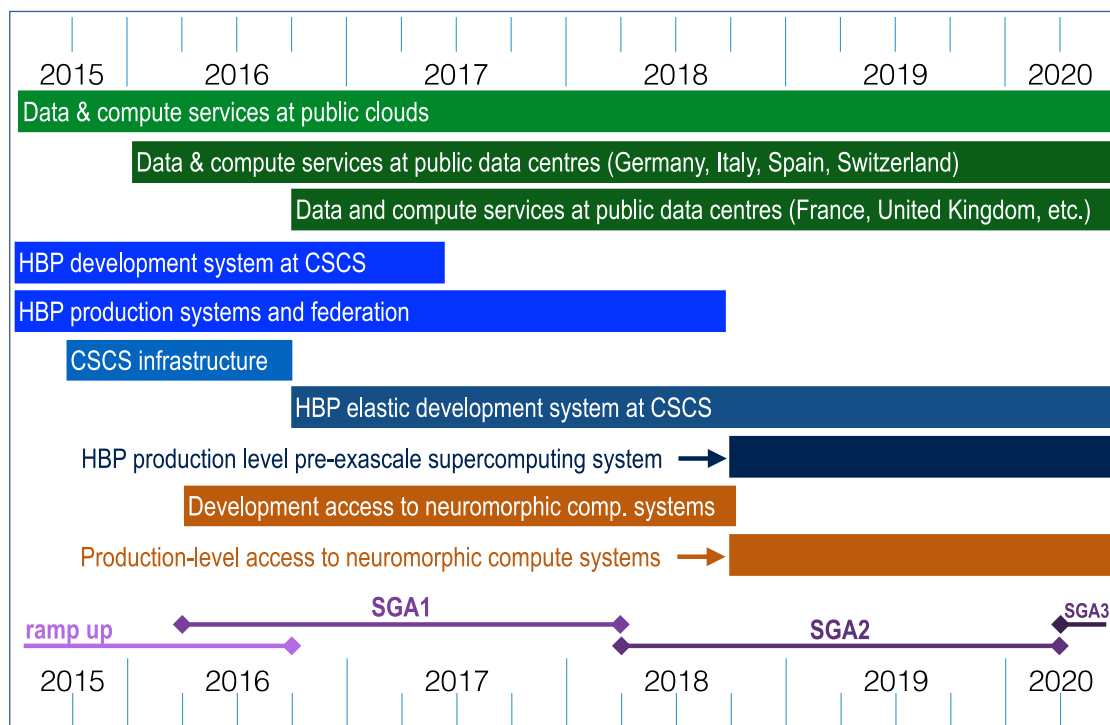 2015 2016 2017 2018 2019 2020
Data & compute services at public clouds
Data & compute services at public data centres (Germany, Italy, Spain, Switzerland)
Data and compute services at public data centres (France, United Kingdom, etc.)
HBP development system at CSCS
HBP production systems and federation
CSCS infrastructure
HBP elastic development system at CSCS
HBP production level pre-exascale supercomputing system
Development access to neuromorphic comp. systems
Production-level access to neuromorphic compute systems
SGA1
SGA3
ramp up
SGA2
2015 2016 2017 2018 2019 2020